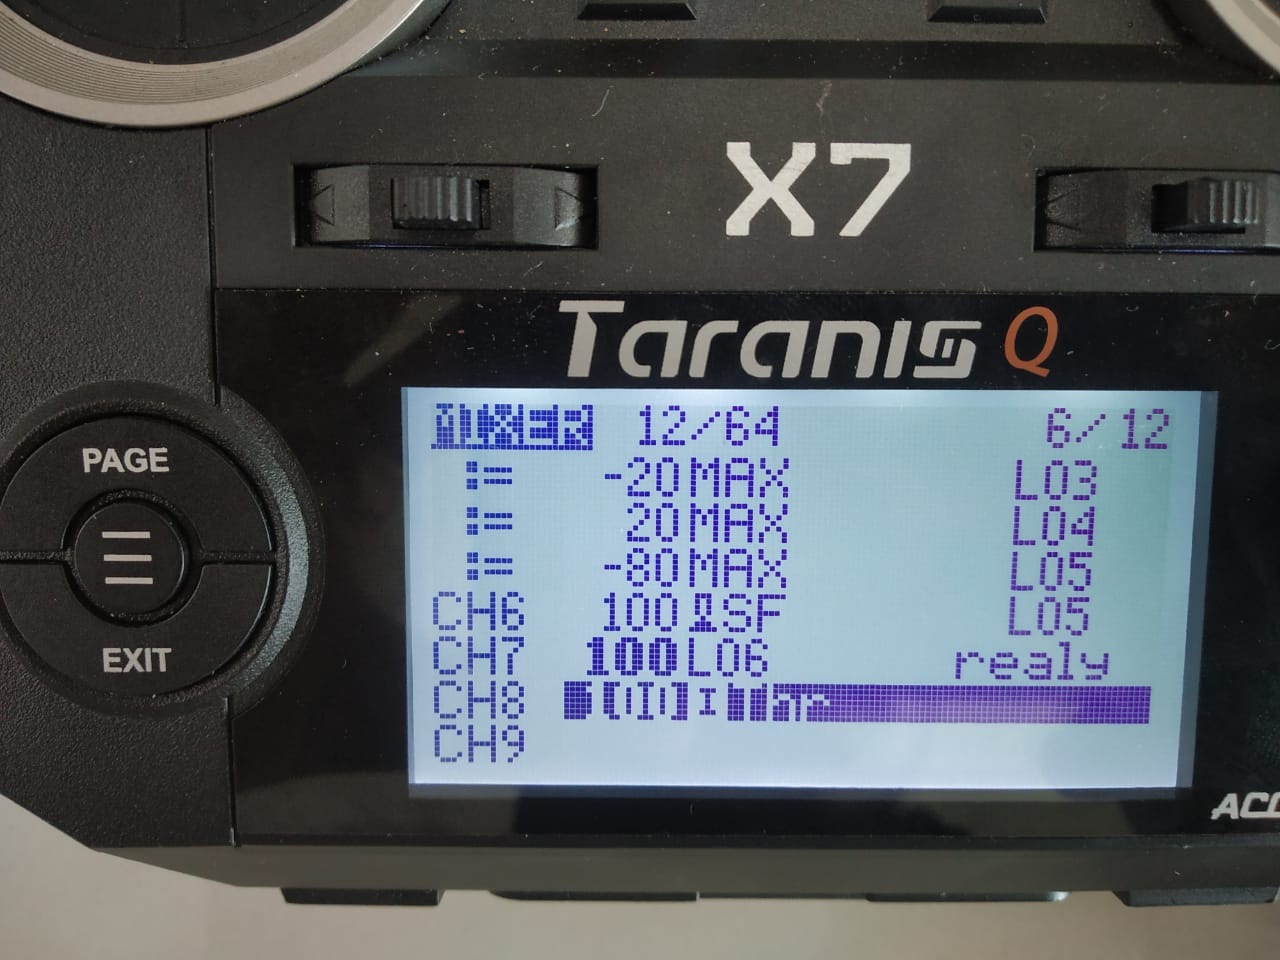 X7
Taranis Q
PAGE
EXIT
MIXER 12/64 6/12
:= -20 MAX L03
:= 20 MAX L04
:= -80 MAX L05
CH6 100 SF L05
CH7 100 L06 realy
CH8
CH9